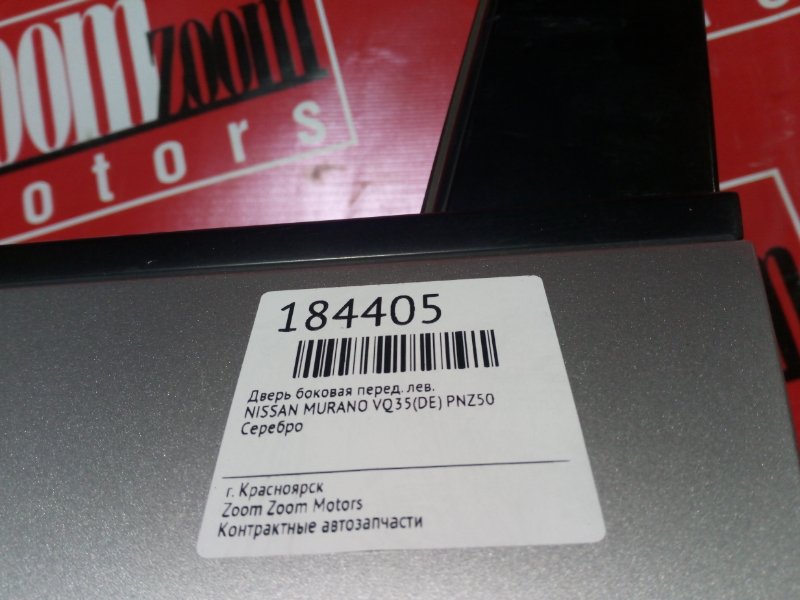 oom zoom
otors
184405
Дверь боковая перед. лев.
NISSAN MURANO VQ35(DE) PNZ50
Серебро
г. Красноярск
Zoom Zoom Motors
Контрактные автозапчасти